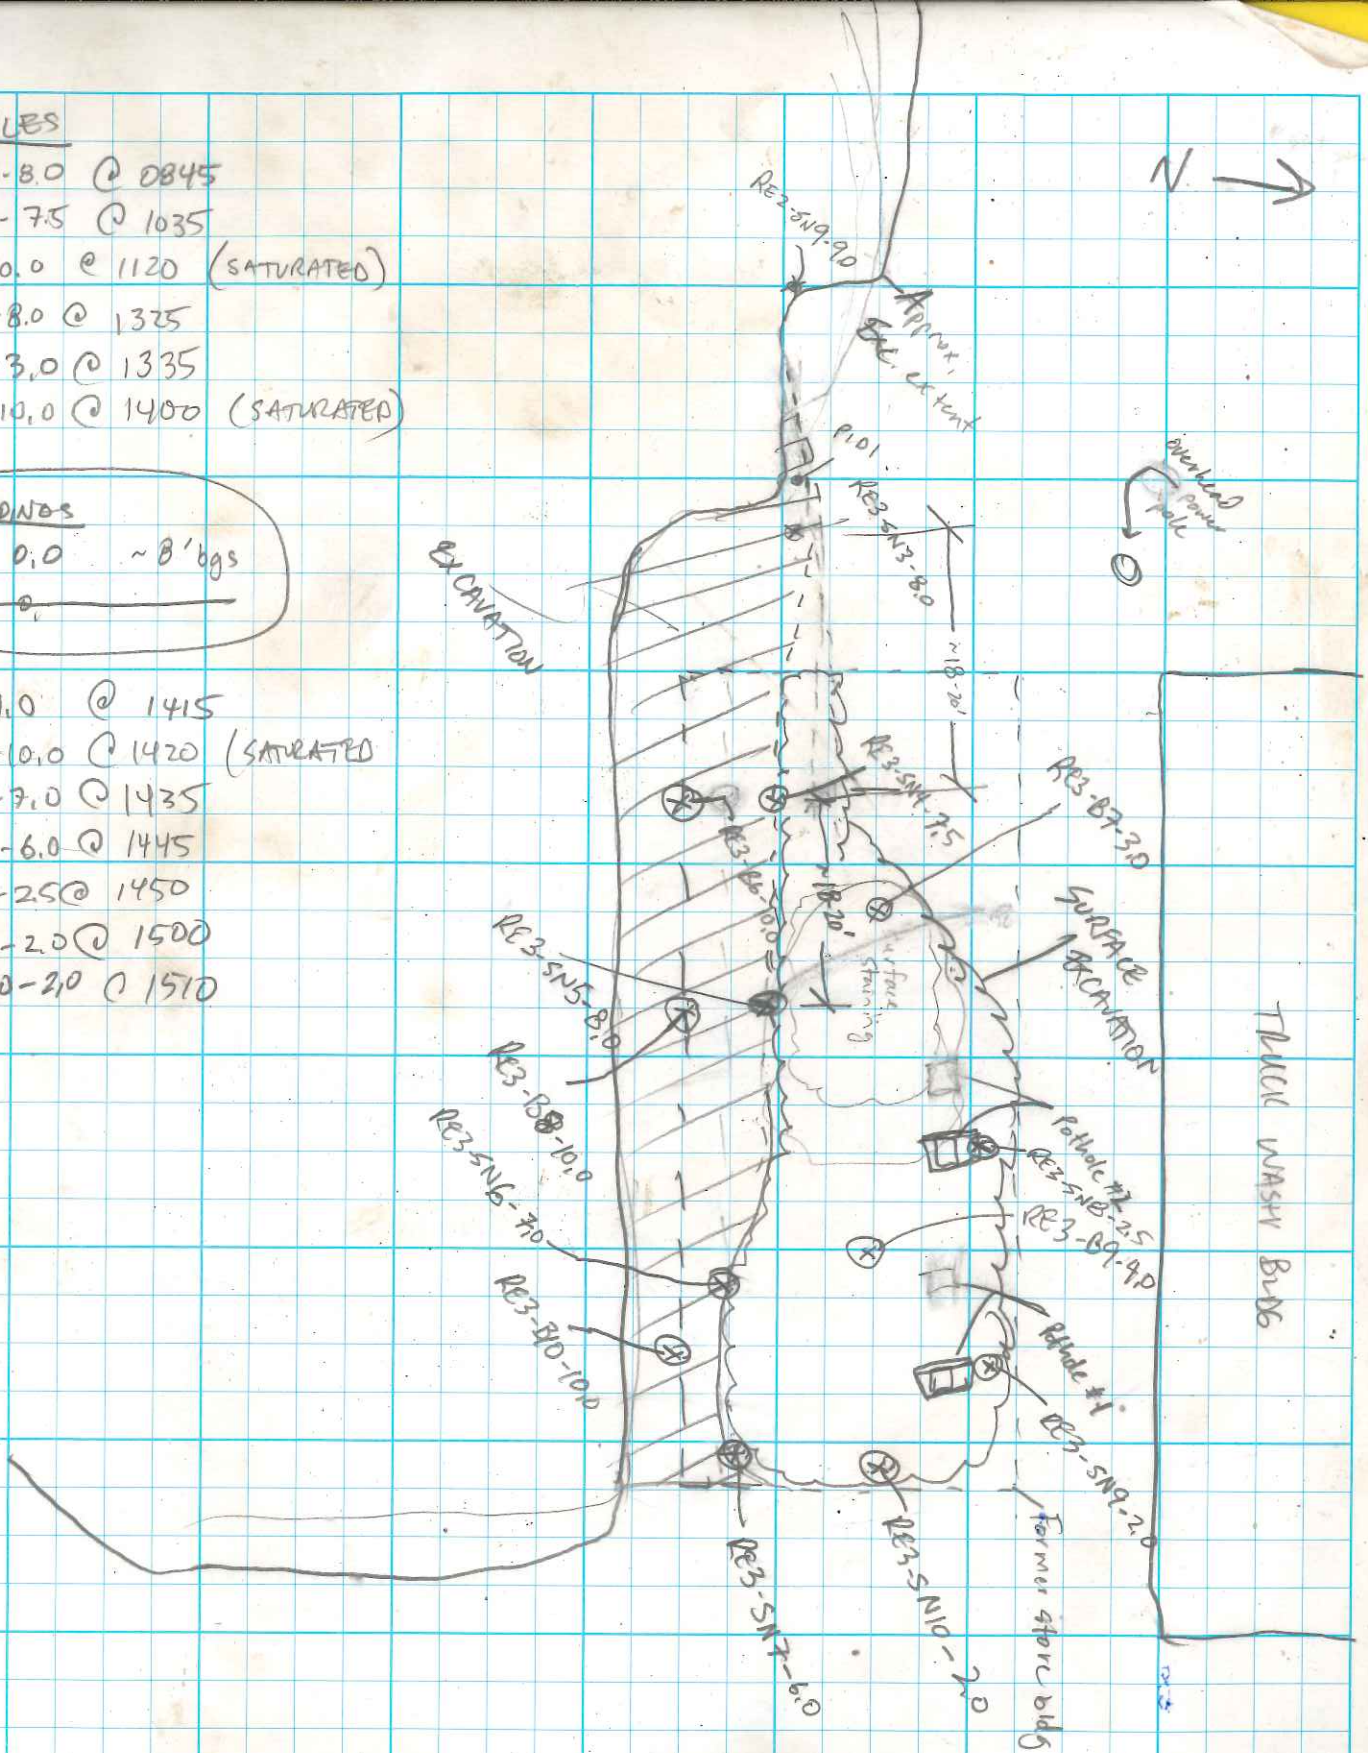 LES
-8.0 @ 0845
- 7.5 @ 1035
0.0 @ 1120 (SATURATED)
8.0 @ 1325
3.0 @ 1335
10.0 @ 1400 (SATURATED)
0.0 ~8' bgs
0.
1.0 @ 1415
-10.0 @ 1420 (SATURATED
-7.0 @ 1435
-6.0 @ 1445
-2.5 @ 1450
-2.0 @ 1500
0-2.0 @ 1510
N
RE2-SN9-9.0
Approx.
Exc. extent
PID1
RE3-SN3-8.0
overhead
power
pole
EXCAVATION
~18-20'
RE3-SN4-7.5
RE3-B7-3.0
RE3-B6-10.0
~18-20'
surface
staining
SURFACE
EXCAVATION
RE3-SN5-8.0
RE3-B8-10.0
RE3-SN6-7.0
RE3-B10-10.0
Pothole #2
RE3-SN8-2.5
RE3-B9-4.0
Pothole #1
RE3-SN9-2.0
TRUCK WASH BLDG
RE3-SN7-6.0
RE3-SN10-2.0
Former store bldg